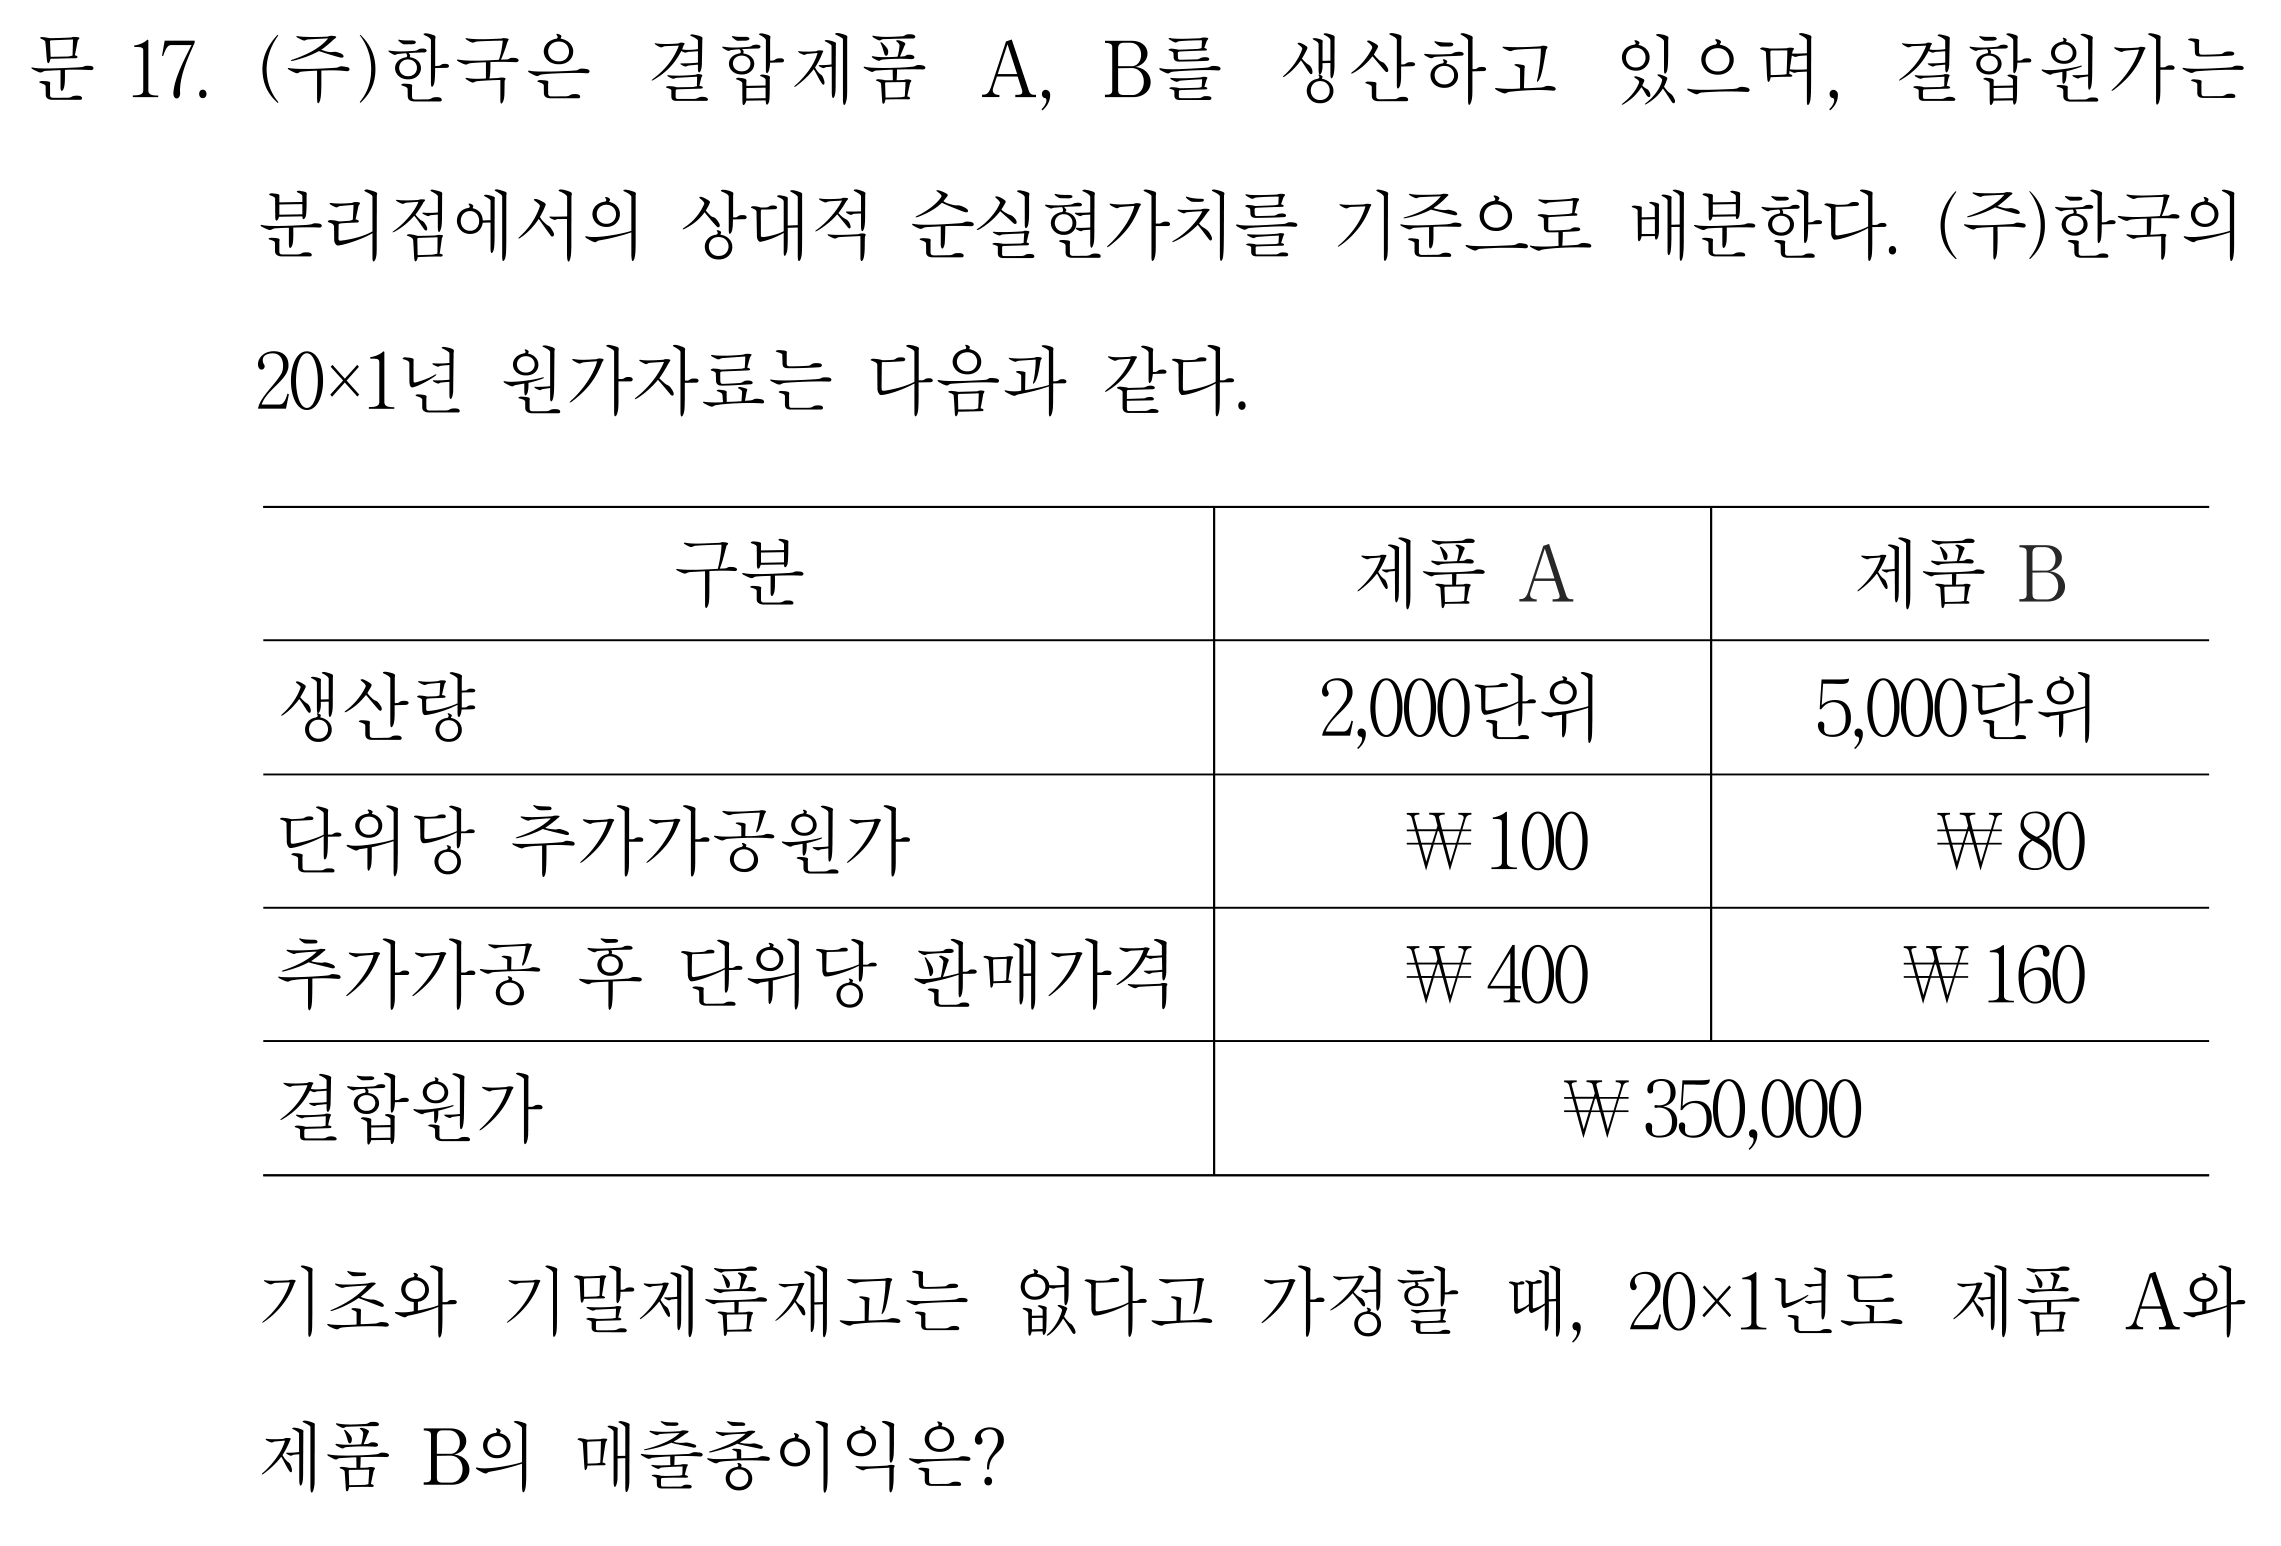 문 17. (주)한국은 결합제품 A, B를 생산하고 있으며, 결합원가는
분리점에서의 상대적 순실현가치를 기준으로 배분한다. (주)한국의
20×1년 원가자료는 다음과 같다.
구분 제품 A 제품 B
생산량 2,000단위 5,000단위
단위당 추가가공원가 ₩100 ₩80
추가가공 후 단위당 판매가격 ₩400 ₩160
결합원가 ₩350,000
기초와 기말제품재고는 없다고 가정할 때, 20×1년도 제품 A와
제품 B의 매출총이익은?